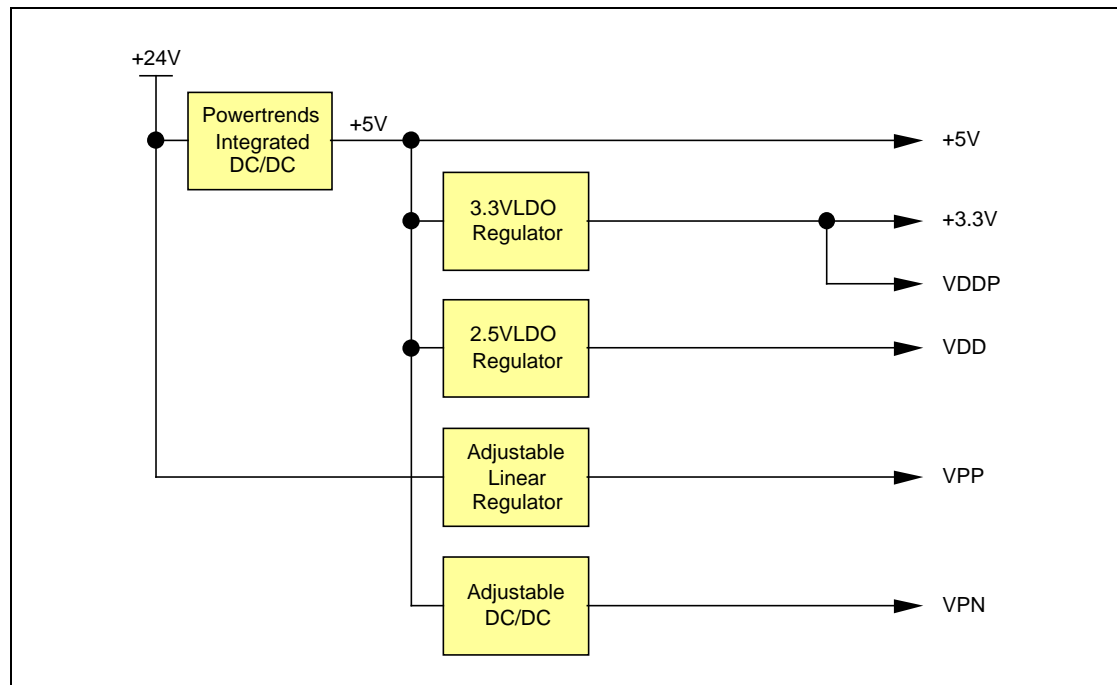 +24V
Powertrends
Integrated
DC/DC
+5V
+5V
3.3VLDO
Regulator
+3.3V
VDDP
2.5VLDO
Regulator
VDD
Adjustable
Linear
Regulator
VPP
Adjustable
DC/DC
VPN